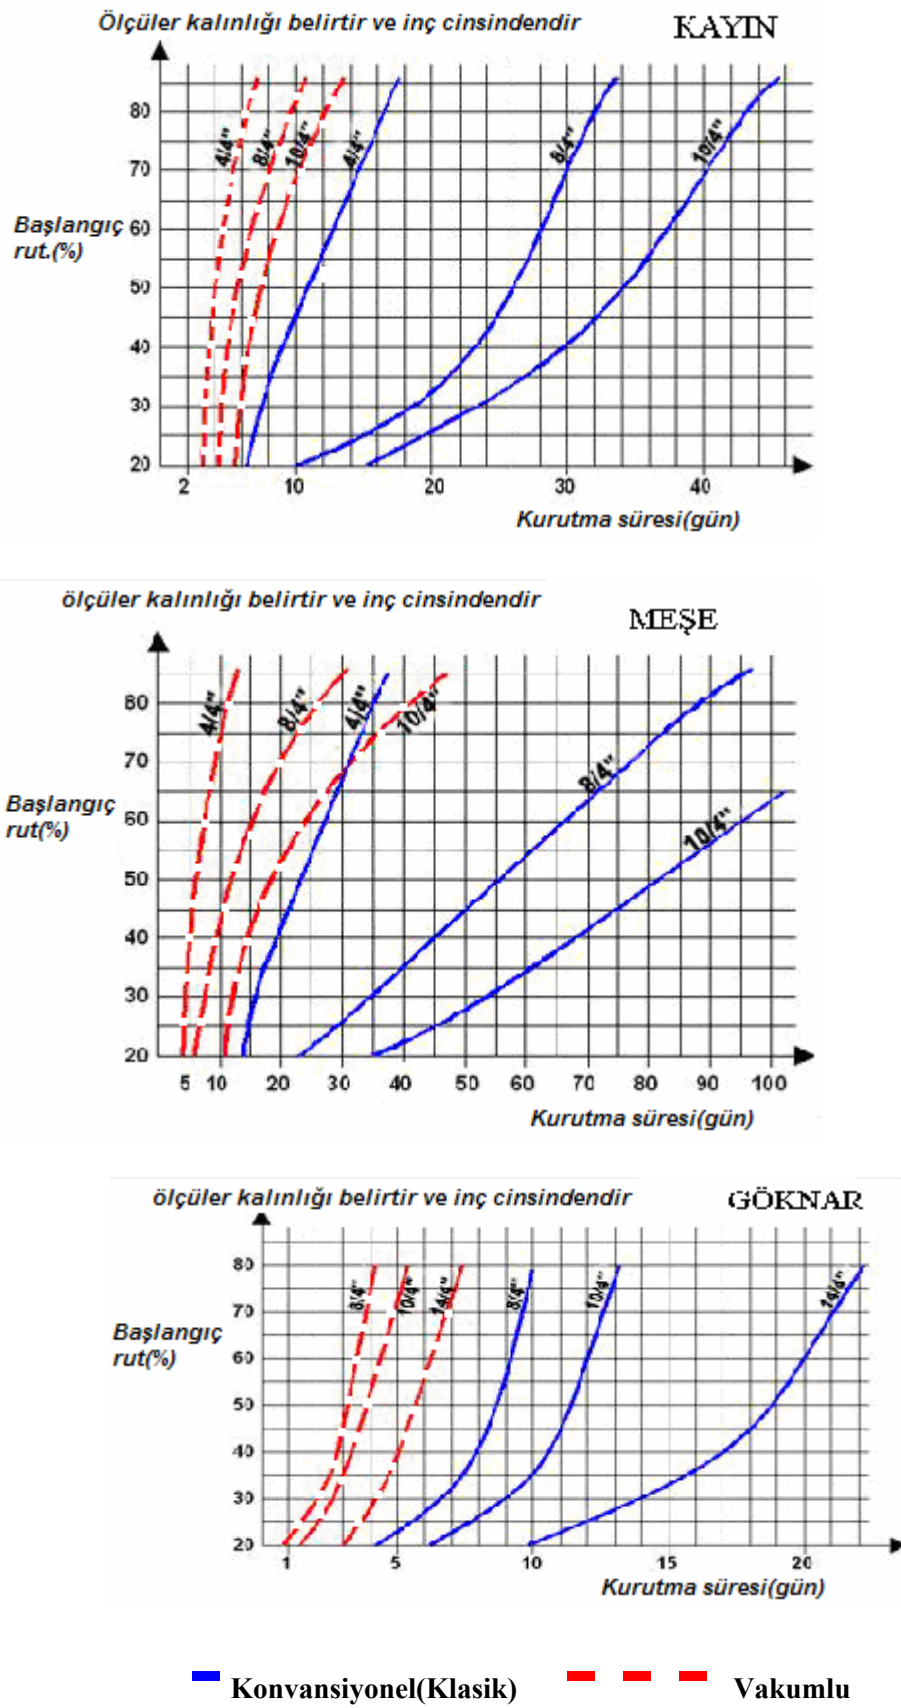 Ölçüler kalınlığı belirtir ve inç cinsindendir KAYIN
80
70
60
50
40
30
20
Başlangıç
rut.(%)
4/4" 8/4" 10/4" 4/4" 8/4" 10/4"
2 10 20 30 40
Kurutma süresi(gün)
ölçüler kalınlığı belirtir ve inç cinsindendir MEŞE
80
70
60
50
40
30
20
Başlangıç
rut(%)
4/4" 8/4" 4/4" 10/4" 8/4" 10/4"
5 10 20 30 40 50 60 70 80 90 100
Kurutma süresi(gün)
ölçüler kalınlığı belirtir ve inç cinsindendir GÖKNAR
80
70
60
50
40
30
20
Başlangıç
rut(%)
8/4" 10/4" 14/4" 8/4" 10/4" 14/4"
1 5 10 15 20
Kurutma süresi(gün)
Konvansiyonel(Klasik) Vakumlu